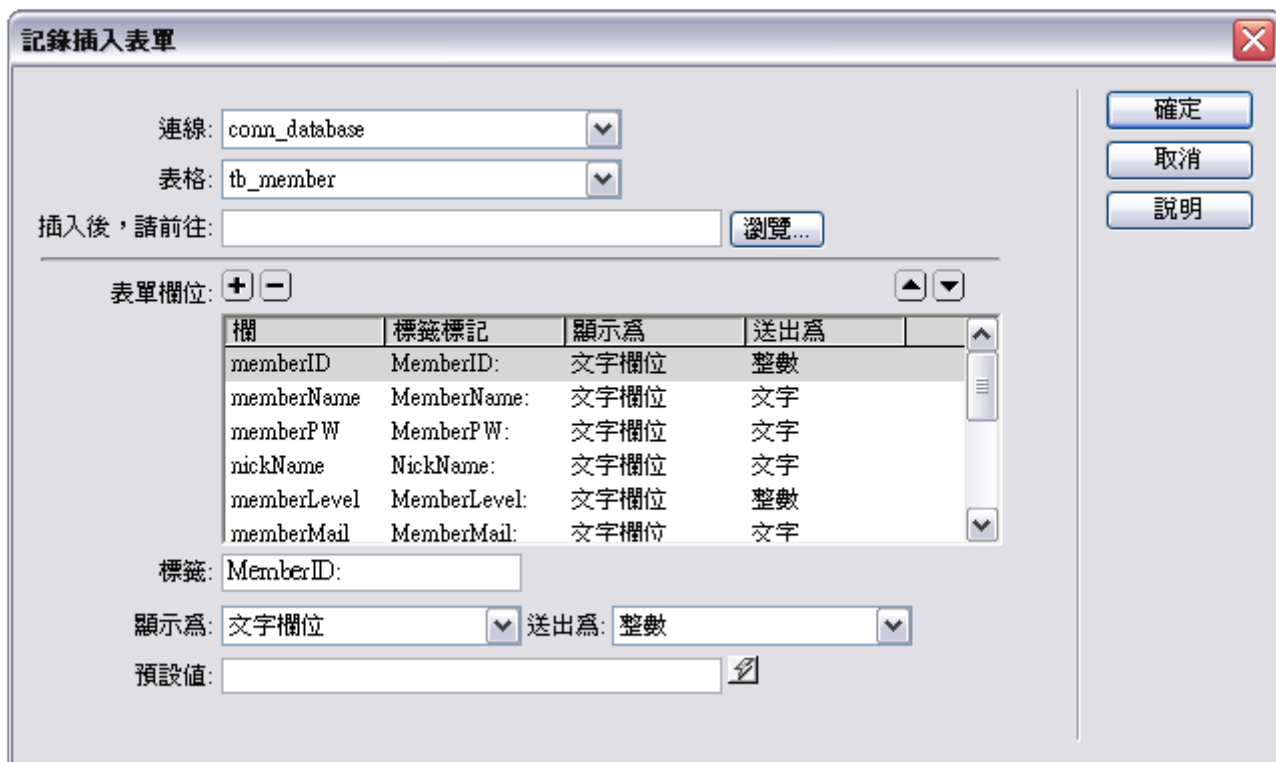 記錄插入表單
連線: conn_database
確定
表格: tb_member
取消
插入後，請前往: 瀏覽...
說明
表單欄位:
欄 標籤標記 顯示為 送出為
memberID MemberID: 文字欄位 整數
memberName MemberName: 文字欄位 文字
memberPW MemberPW: 文字欄位 文字
nickName NickName: 文字欄位 文字
memberLevel MemberLevel: 文字欄位 整數
memberMail MemberMail: 文字欄位 文字
標籤: MemberID:
顯示為: 文字欄位 送出為: 整數
預設值: